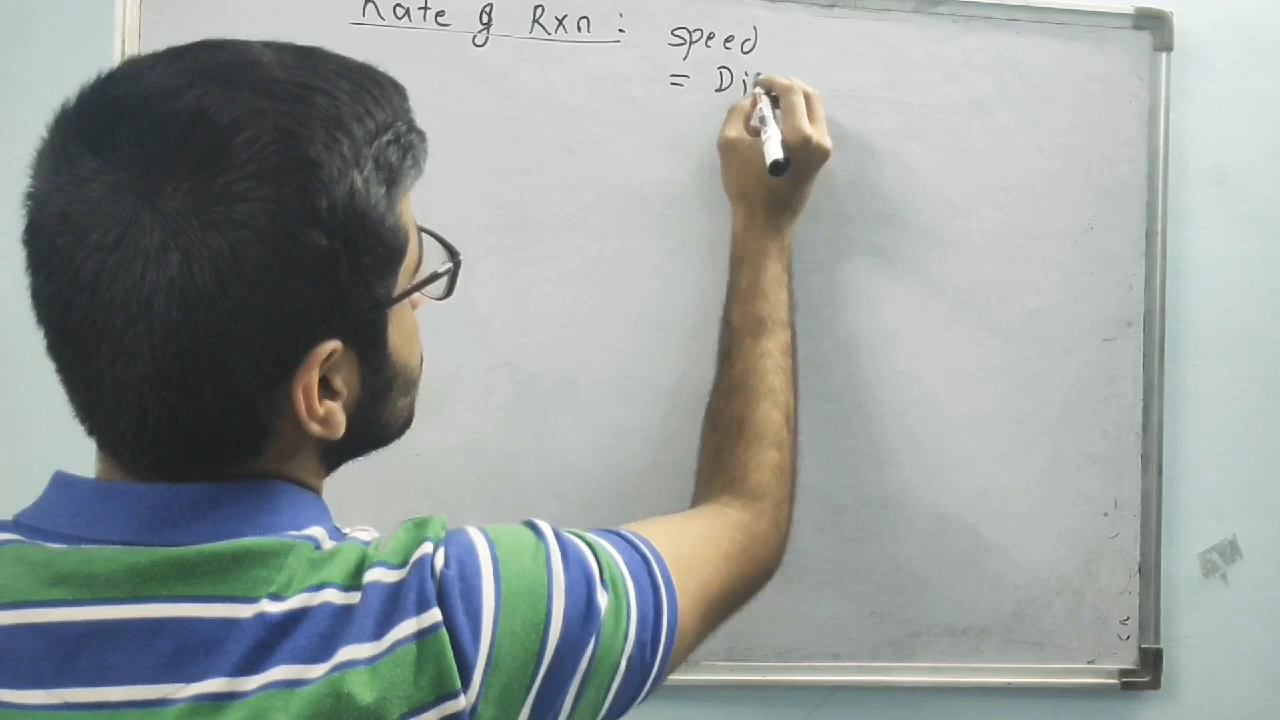 Rate of Rxn : speed
= Di